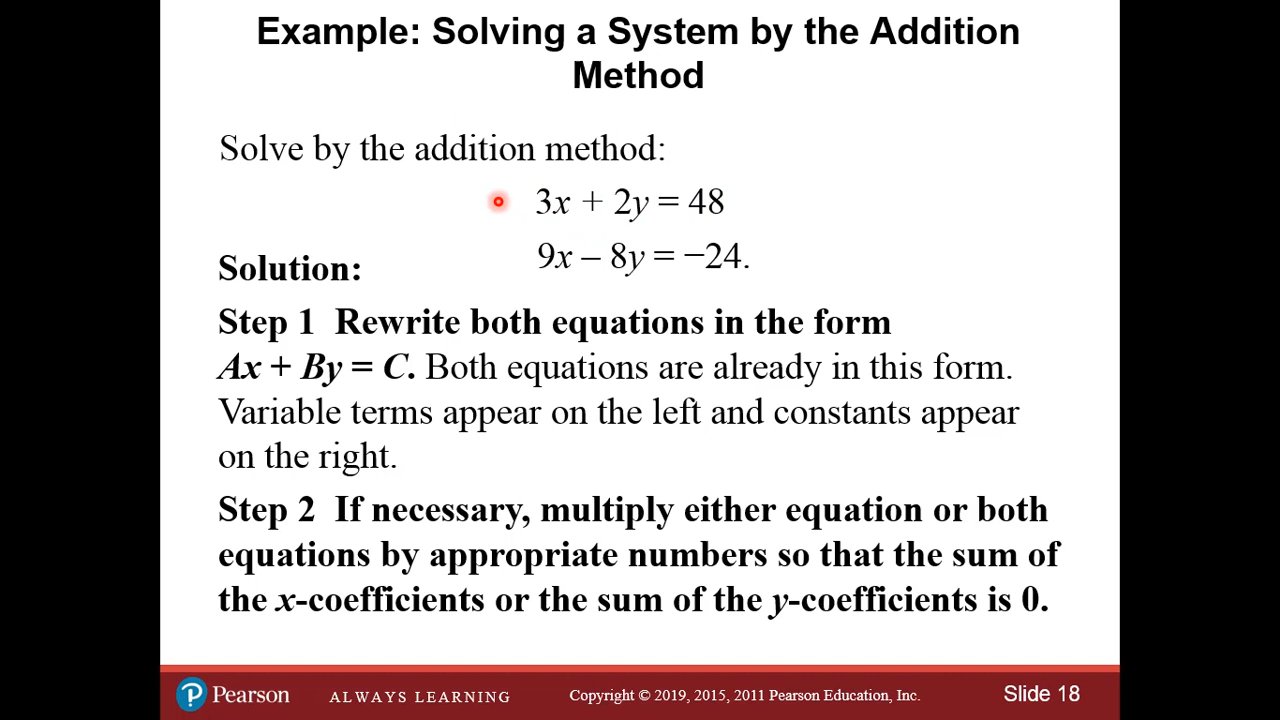 Example: Solving a System by the Addition
Method
Solve by the addition method:
3x + 2y = 48
9x – 8y = −24.
Solution:
Step 1 Rewrite both equations in the form
Ax + By = C. Both equations are already in this form.
Variable terms appear on the left and constants appear
on the right.
Step 2 If necessary, multiply either equation or both
equations by appropriate numbers so that the sum of
the x-coefficients or the sum of the y-coefficients is 0.
P Pearson ALWAYS LEARNING Copyright © 2019, 2015, 2011 Pearson Education, Inc. Slide 18